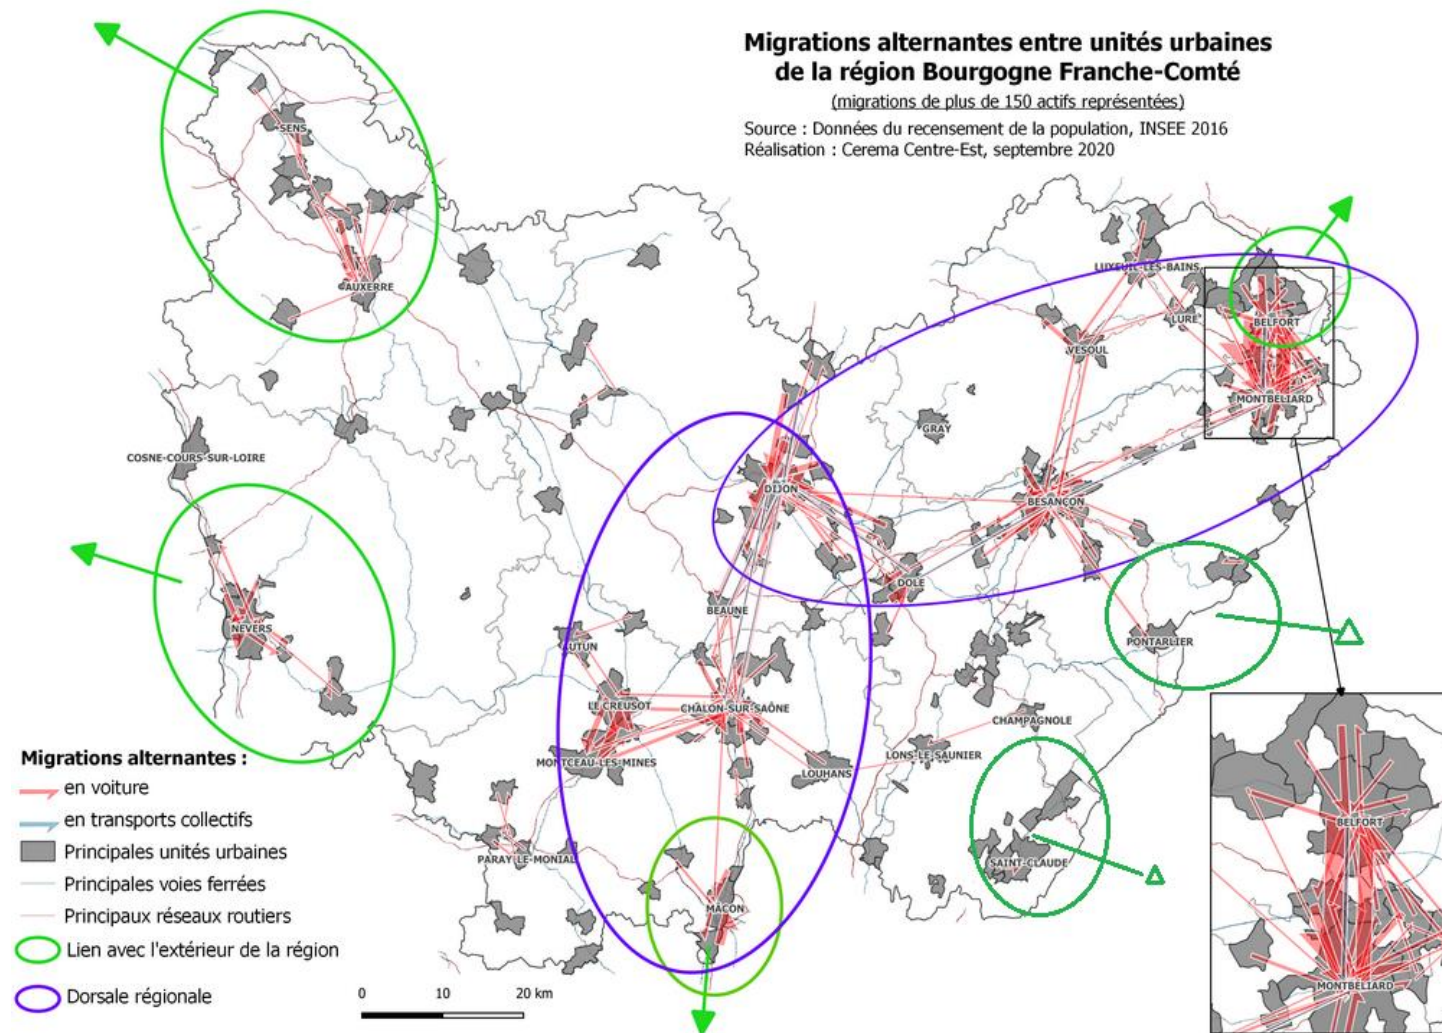 Migrations alternantes entre unités urbaines
de la région Bourgogne Franche-Comté
(migrations de plus de 150 actifs représentées)
Source : Données du recensement de la population, INSEE 2016
Réalisation : Cerema Centre-Est, septembre 2020
SENS
AUXERRE
LUXEUIL-LES-BAINS
LURE
BELFORT
VESOUL
MONTBELIARD
GRAY
COSNE-COURS-SUR-LOIRE
DIJON
BESANÇON
DOLE
BEAUNE
NEVERS
AUTUN
PONTARLIER
LE CREUSOT
CHALON-SUR-SAÔNE
CHAMPAGNOLE
LONS-LE-SAUNIER
MONTCEAU-LES-MINES
LOUHANS
PARAY-LE-MONIAL
SAINT-CLAUDE
MÂCON
BELFORT
MONTBELIARD
Migrations alternantes :
en voiture
en transports collectifs
Principales unités urbaines
Principales voies ferrées
Principaux réseaux routiers
Lien avec l'extérieur de la région
Dorsale régionale
0 10 20 km